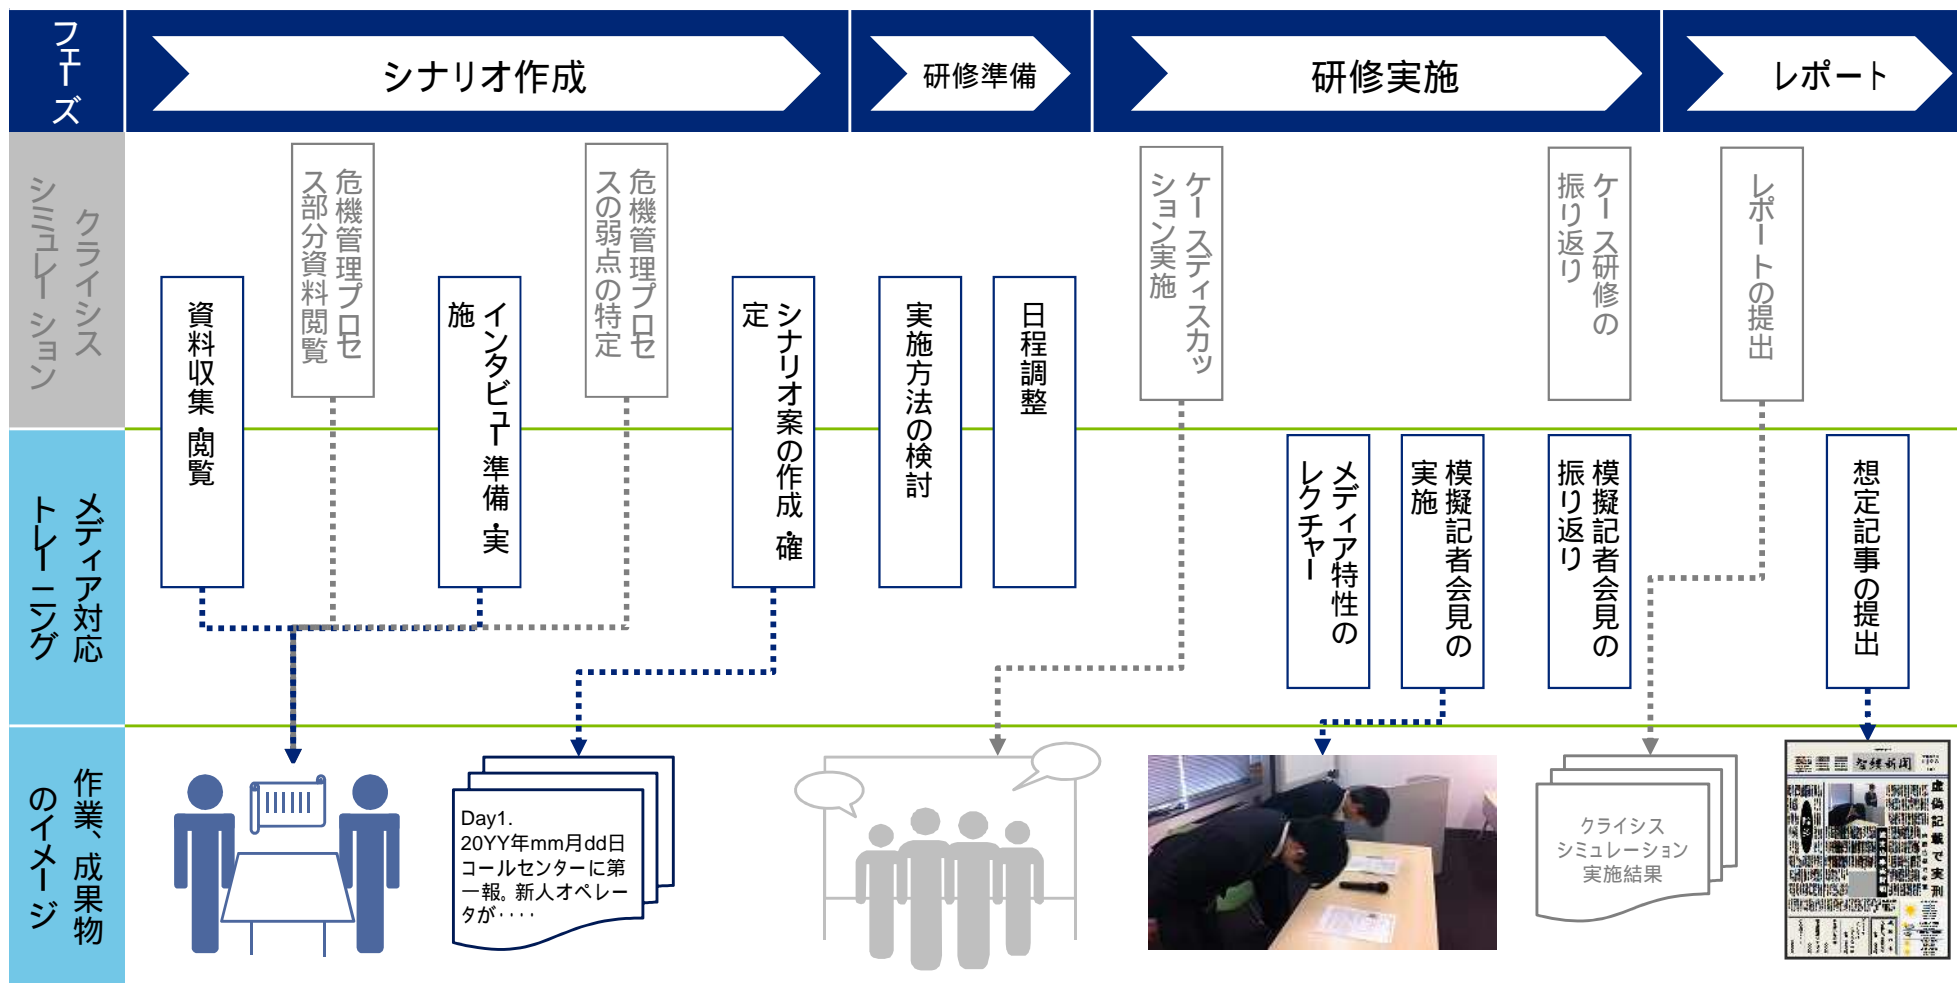 フェーズ
シナリオ作成
研修準備
研修実施
レポート
クライシス
シミュレーション
危機管理プロセ
ス部分資料閲覧
危機管理プロセ
スの弱点の特定
ケースディスカッ
ション実施
ケース研修の
振り返り
レポートの提出
資料収集・閲覧
インタビュー準備・実
施
シナリオ案の作成・確
定
実施方法の検討
日程調整
メディア対応
トレーニング
メディア特性の
レクチャー
模擬記者会見の
実施
模擬記者会見の
振り返り
想定記事の提出
作業、成果物
のイメージ
Day1.
20YY年mm月dd日
コールセンターに第
一報。新人オペレー
タが‥‥
クライシス
シミュレーション
実施結果
虚偽記載で実刑